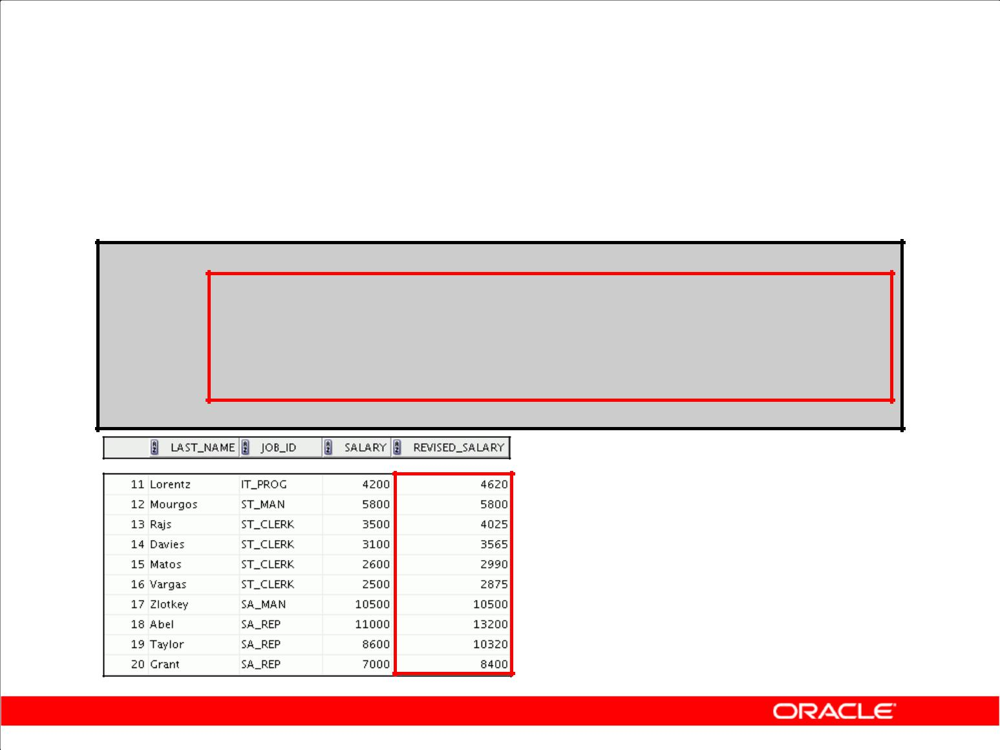 LAST_NAME JOB_ID SALARY REVISED_SALARY
11 Lorentz IT_PROG 4200 4620
12 Mourgos ST_MAN 5800 5800
13 Rajs ST_CLERK 3500 4025
14 Davies ST_CLERK 3100 3565
15 Matos ST_CLERK 2600 2990
16 Vargas ST_CLERK 2500 2875
17 Zlotkey SA_MAN 10500 10500
18 Abel SA_REP 11000 13200
19 Taylor SA_REP 8600 10320
20 Grant SA_REP 7000 8400
ORACLE